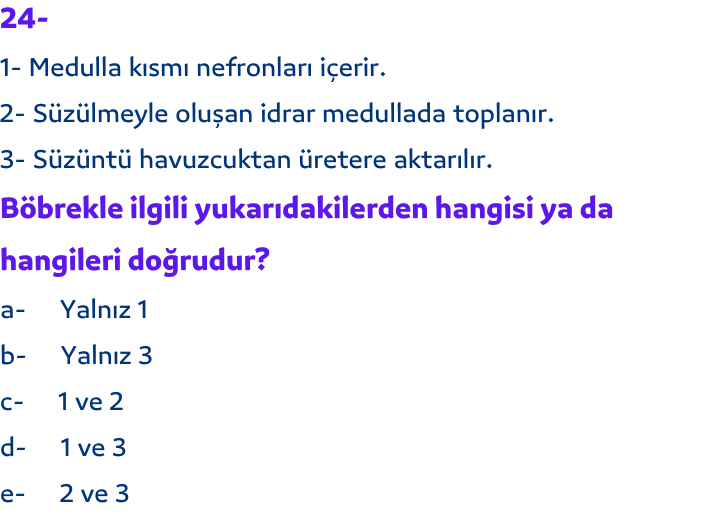 24-
1- Medulla kısmı nefronları içerir.
2- Süzülmeyle oluşan idrar medullada toplanır.
3- Süzüntü havuzcuktan üretere aktarılır.
Böbrekle ilgili yukarıdakilerden hangisi ya da
hangileri doğrudur?
a- Yalnız 1
b- Yalnız 3
c- 1 ve 2
d- 1 ve 3
e- 2 ve 3